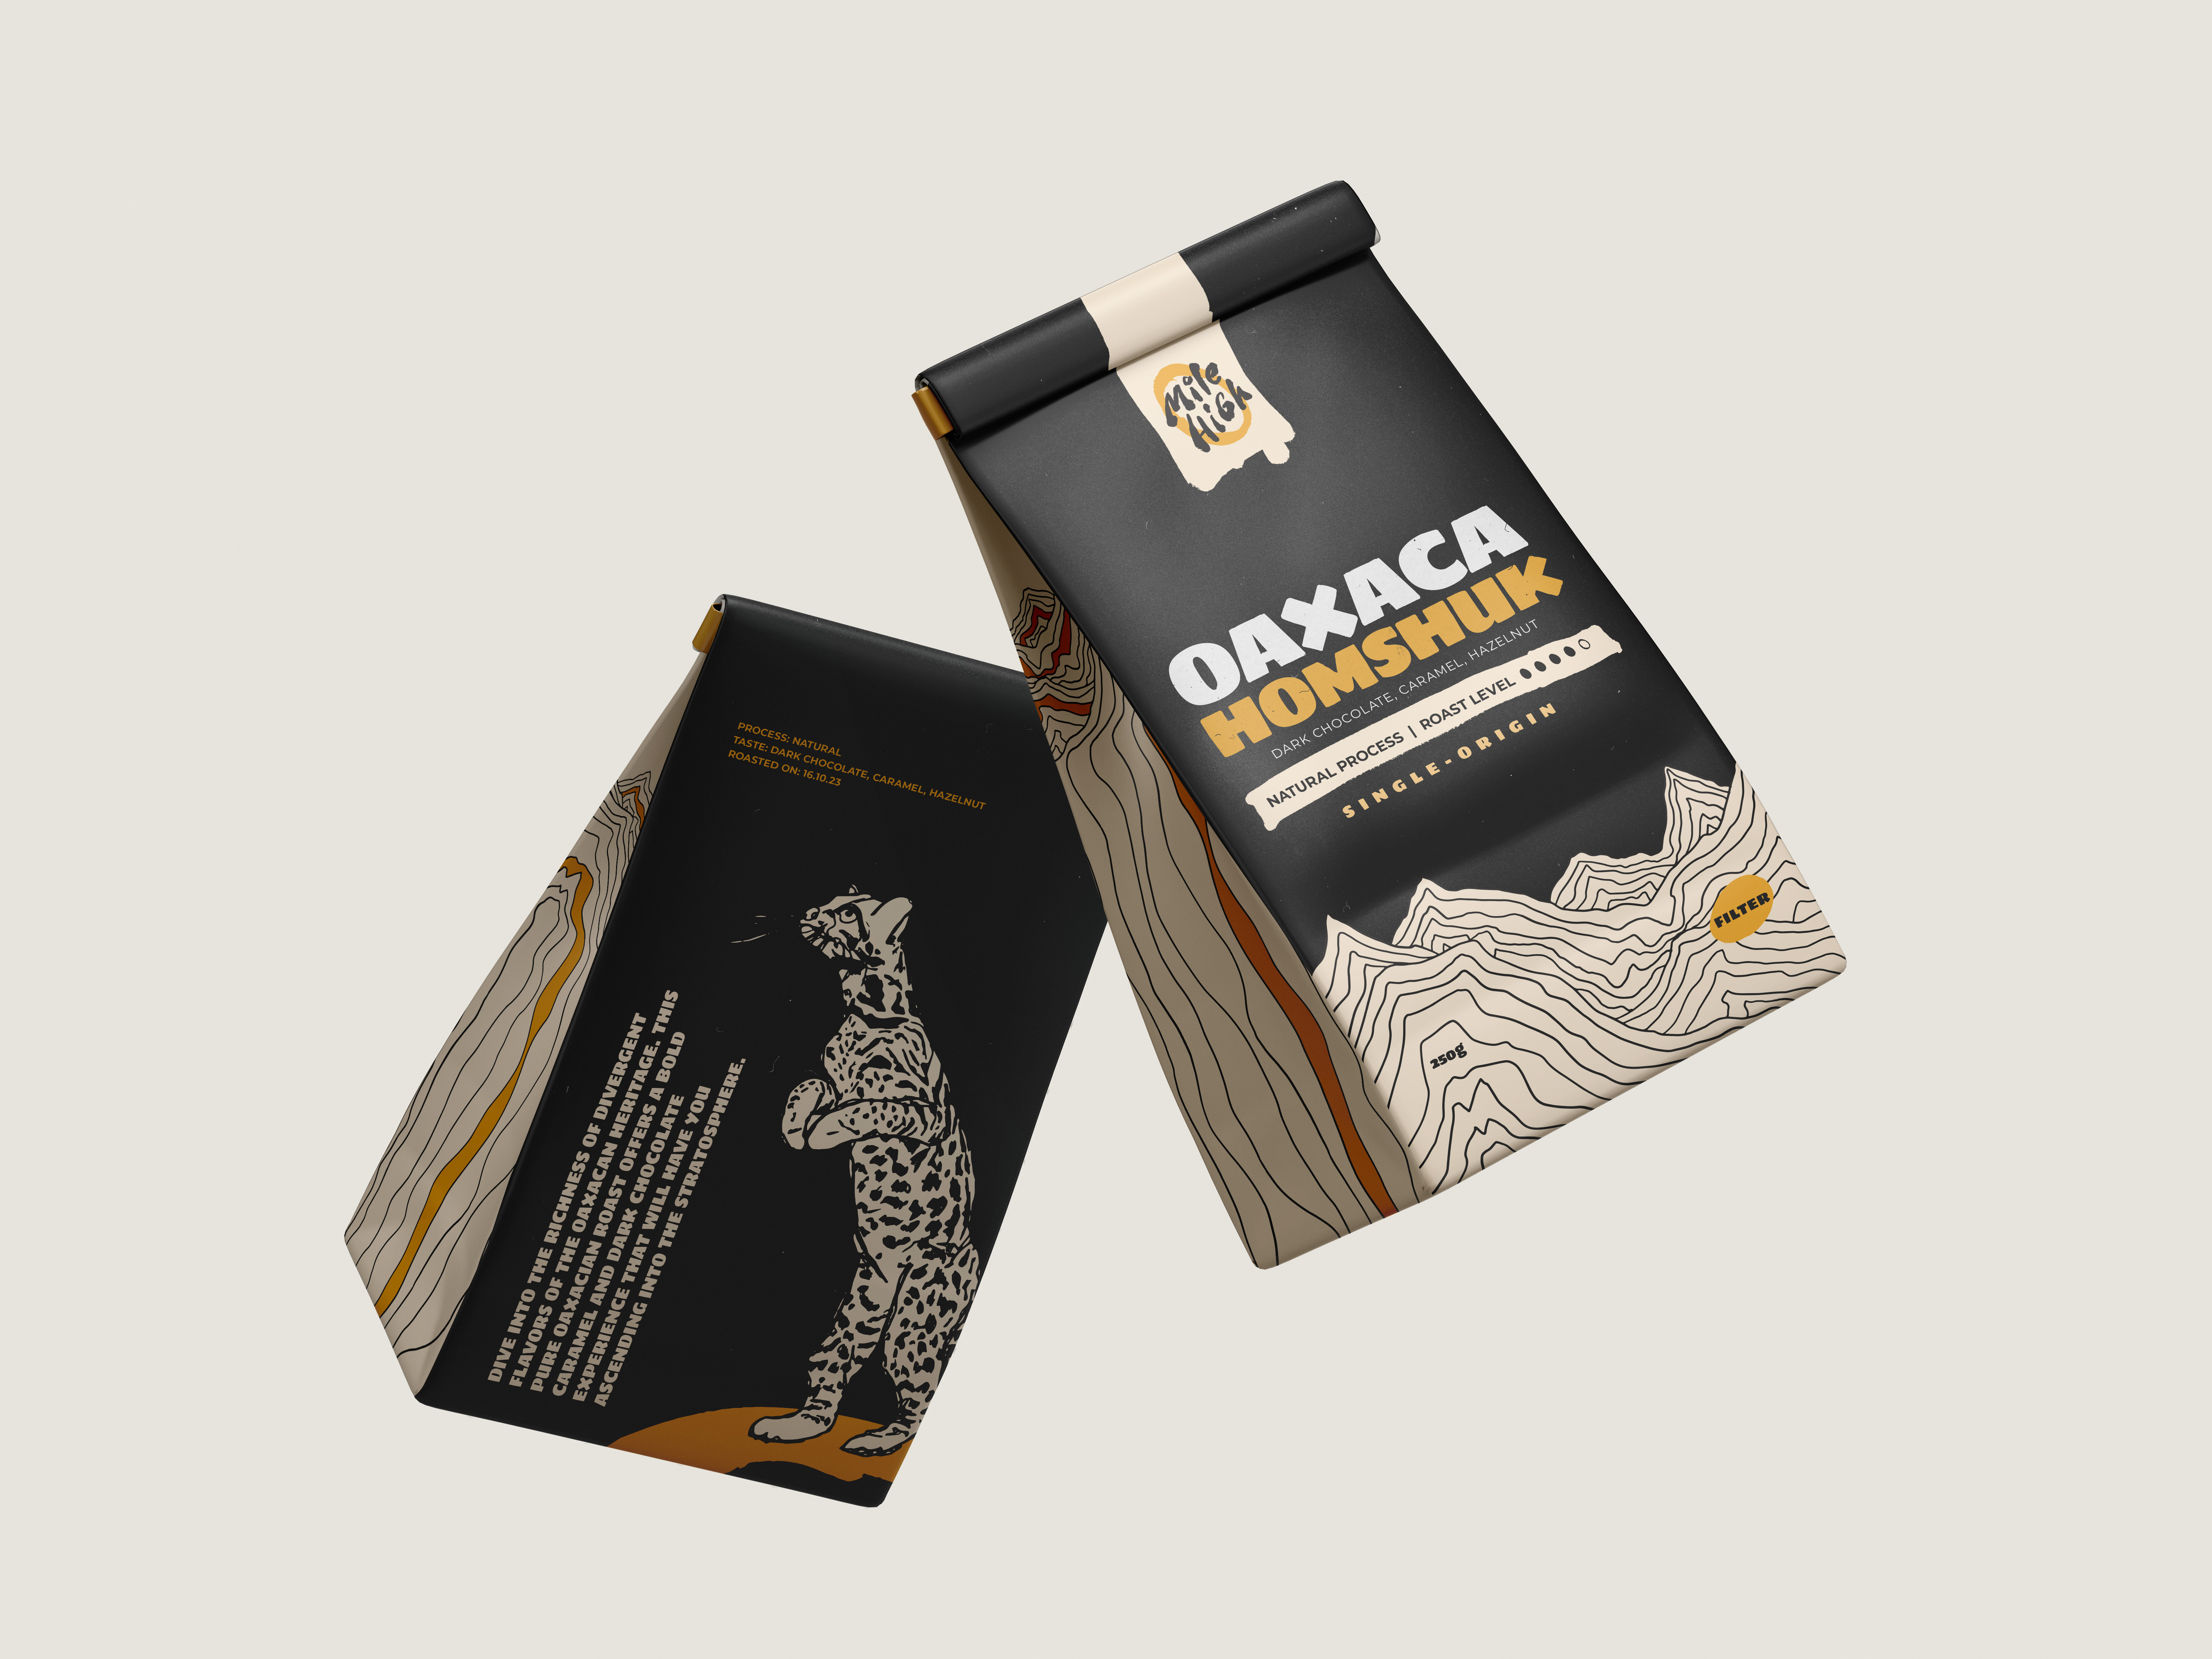 Mile
HiGh
OAXACA
HOMSHUK
DARK CHOCOLATE, CARAMEL, HAZELNUT
NATURAL PROCESS | ROAST LEVEL
SINGLE-ORIGIN
FILTER
250g
PROCESS: NATURAL
TASTE: DARK CHOCOLATE, CARAMEL, HAZELNUT
ROASTED ON: 16.10.23
DIVE INTO THE RICHNESS OF DIVERGENT
FLAVORS OF THE OAXACAN HERITAGE. THIS
PURE OAXACIAN ROAST OFFERS A BOLD
CARAMEL AND DARK CHOCOLATE
EXPERIENCE THAT WILL HAVE YOU
ASCENDING INTO THE STRATOSPHERE.